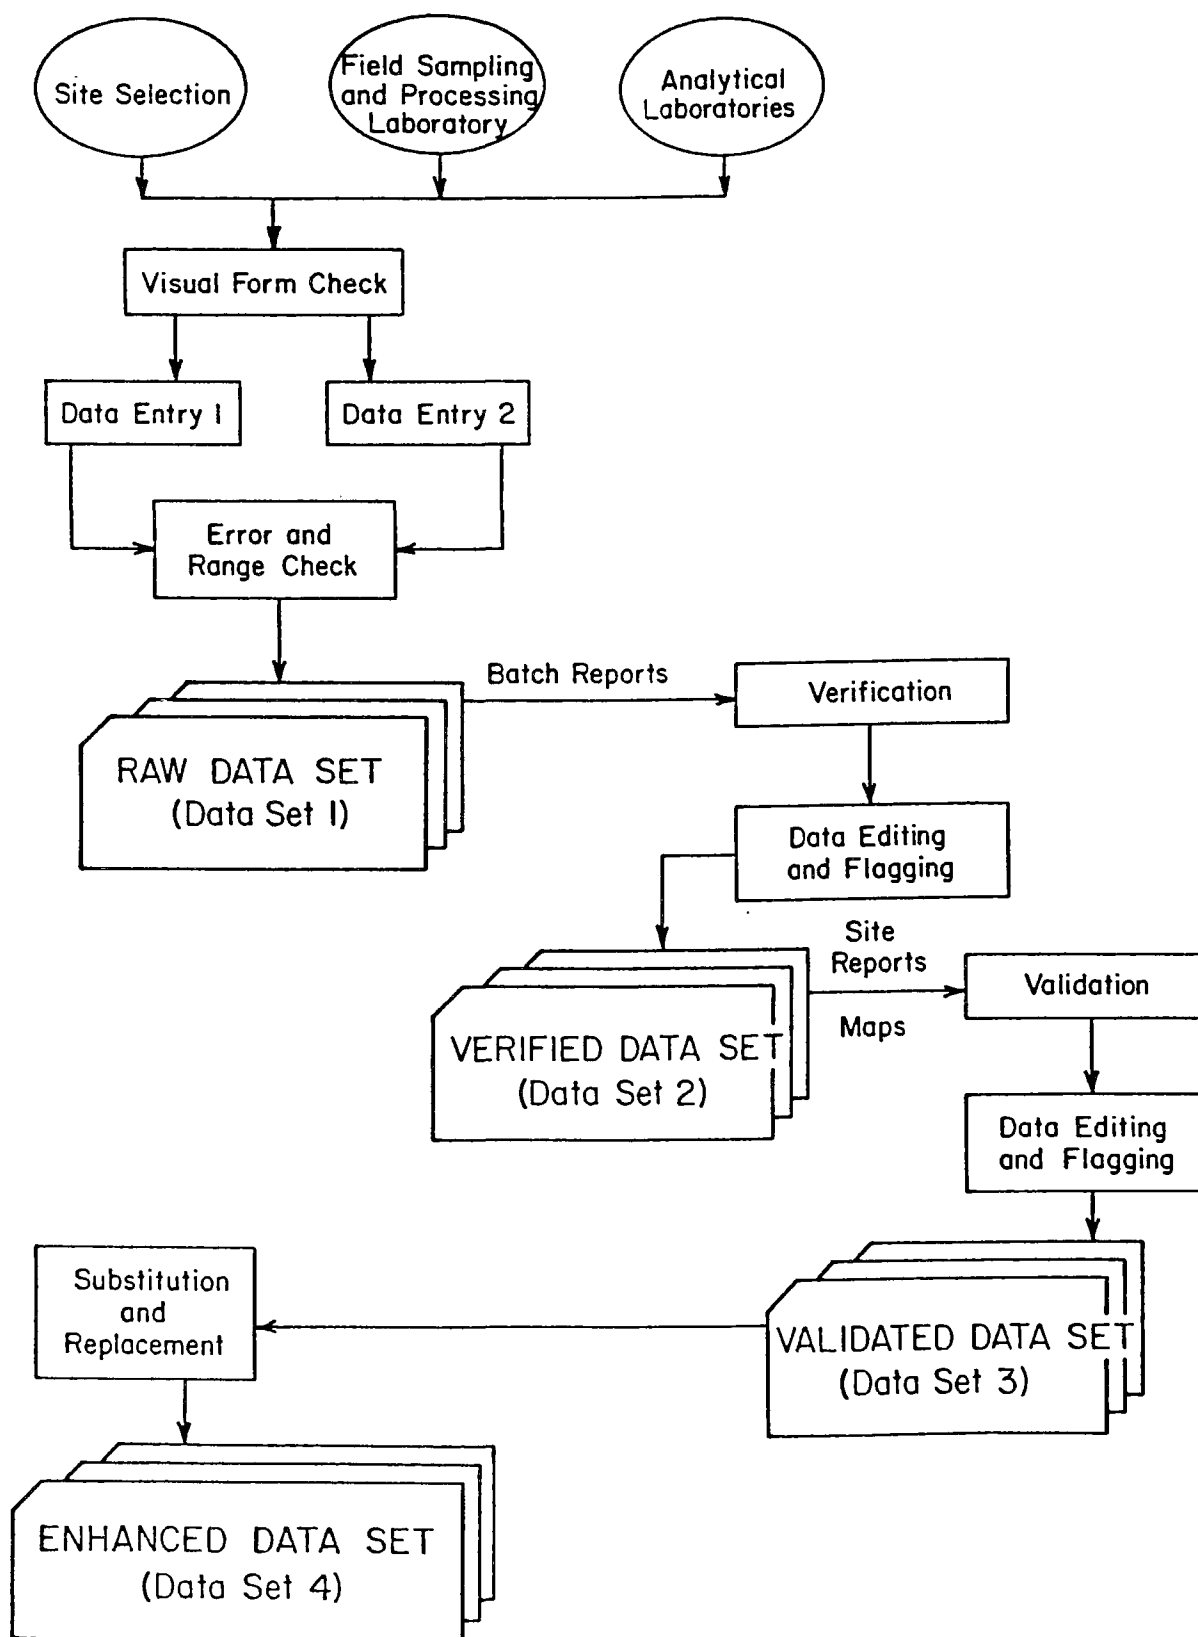 Site Selection
Field Sampling
and Processing
Laboratory
Analytical
Laboratories
Visual Form Check
Data Entry 1
Data Entry 2
Error and
Range Check
Batch Reports
Verification
RAW DATA SET
(Data Set 1)
Data Editing
and Flagging
Site
Reports
Maps
Validation
VERIFIED DATA SET
(Data Set 2)
Data Editing
and Flagging
Substitution
and
Replacement
VALIDATED DATA SET
(Data Set 3)
ENHANCED DATA SET
(Data Set 4)